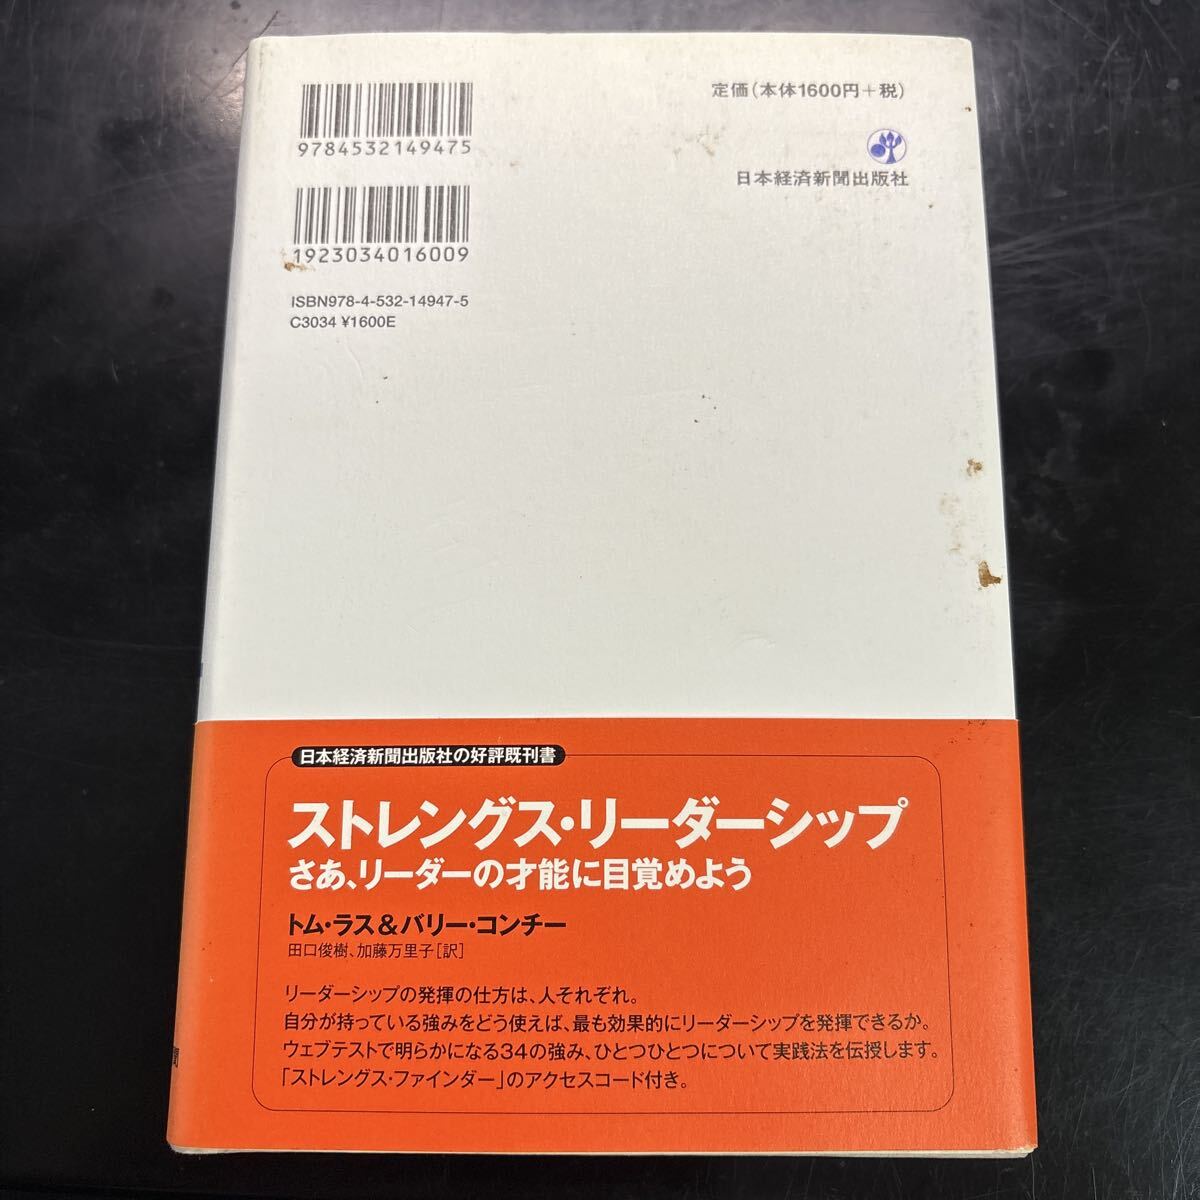 9784532149475
定価(本体1600円+税)
日本経済新聞出版社
1923034016009
ISBN978-4-532-14947-5
C3034 ¥1600E
日本経済新聞出版社の好評既刊書
ストレングス・リーダーシップ
さあ、リーダーの才能に目覚めよう
トム・ラス&バリー・コンチー
田口俊樹、加藤万里子[訳]
リーダーシップの発揮の仕方は、人それぞれ。
自分が持っている強みをどう使えば、最も効果的にリーダーシップを発揮できるか。
ウェブテストで明らかになる34の強み、ひとつひとつについて実践法を伝授します。
「ストレングス・ファインダー」のアクセスコード付き。